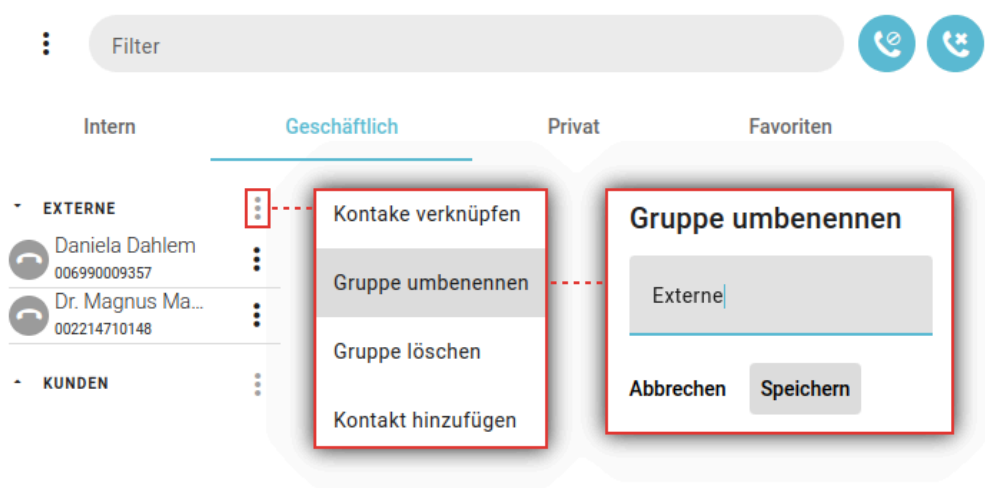 Filter
Intern
Geschäftlich
Privat
Favoriten
EXTERNE
Daniela Dahlem
006990009357
Dr. Magnus Ma...
002214710148
KUNDEN
Kontake verknüpfen
Gruppe umbenennen
Gruppe löschen
Kontakt hinzufügen
Gruppe umbenennen
Externe
Abbrechen
Speichern